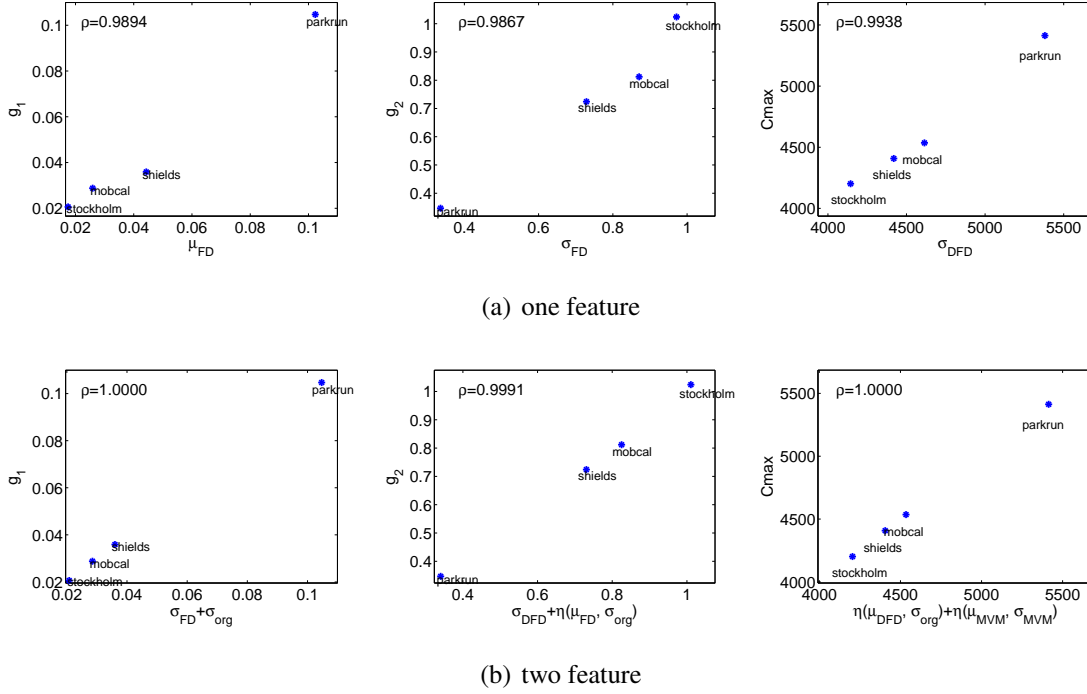 ρ=0.9894
parkrun
shields
mobcal
stockholm
0.1
0.08
0.06
0.04
0.02
g1
0.02 0.04 0.06 0.08 0.1
μFD
ρ=0.9867
stockholm
mobcal
shields
parkrun
1
0.9
0.8
0.7
0.6
0.5
0.4
g2
0.4 0.6 0.8 1
σFD
ρ=0.9938
parkrun
mobcal
shields
stockholm
5500
5000
4500
4000
Cmax
4000 4500 5000 5500
σDFD
(a) one feature
ρ=1.0000
parkrun
shields
mobcal
stockholm
0.1
0.08
0.06
0.04
0.02
g1
0.02 0.04 0.06 0.08 0.1
σFD+σorg
ρ=0.9991
stockholm
mobcal
shields
parkrun
1
0.9
0.8
0.7
0.6
0.5
0.4
g2
0.4 0.6 0.8 1
σDFD+η(μFD, σorg)
ρ=1.0000
parkrun
mobcal
shields
stockholm
5500
5000
4500
4000
Cmax
4000 4500 5000 5500
η(μDFD, σorg)+η(μMVM, σMVM)
(b) two feature